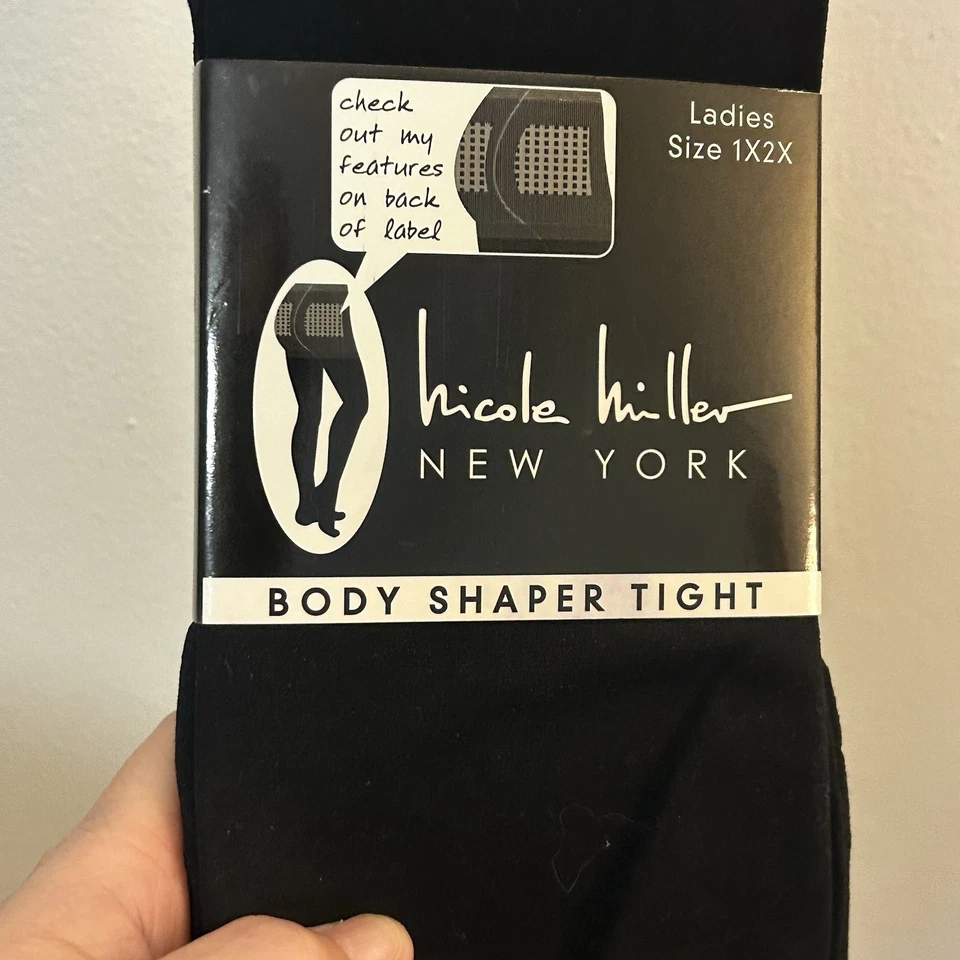 check
out my
features
on back
of label
Ladies
Size 1X2X
nicole miller
NEW YORK
BODY SHAPER TIGHT